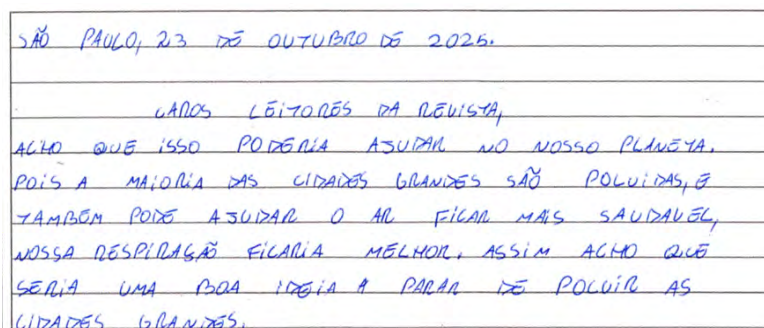 SÃO PAULO, 23 DE OUTUBRO DE 2025.
CAROS LEITORES DA REVISTA,
ACHO QUE ISSO PODERIA AJUDAR NO NOSSO PLANETA.
POIS A MAIORIA DAS CIDADES GRANDES SÃO POLUIDAS, E
TAMBÉM PODE AJUDAR O AR FICAR MAIS SAUDAVEL,
NOSSA RESPIRAÇÃO FICARIA MELHOR, ASSIM ACHO QUE
SERIA UMA BOA IDEIA A PARAR DE POLUIR AS
CIDADES GRANDES.